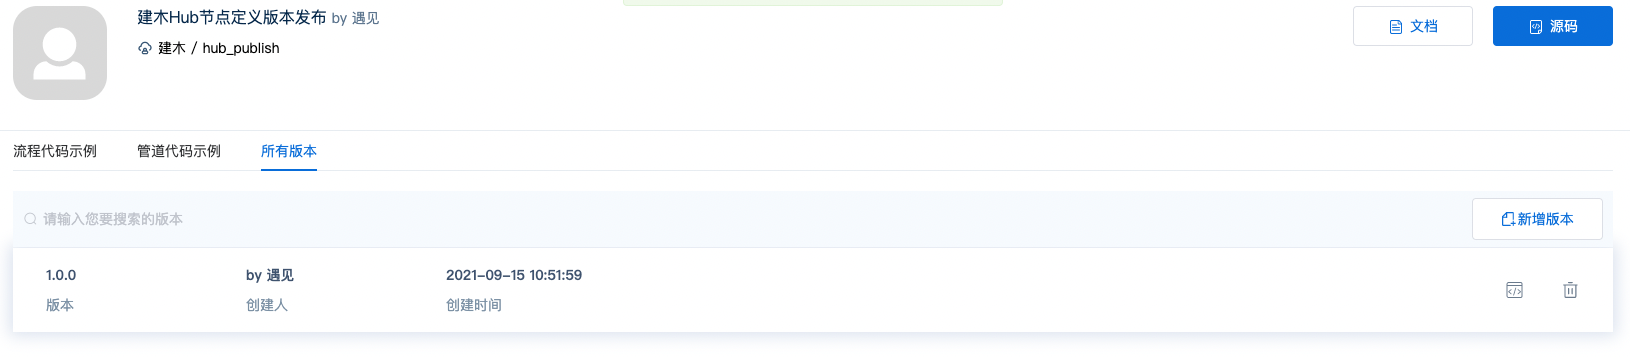 建木Hub节点定义版本发布 by 遇见
建木 / hub_publish
文档
源码
流程代码示例 管道代码示例 所有版本
请输入您要搜索的版本
新增版本
1.0.0 by 遇见 2021-09-15 10:51:59
版本 创建人 创建时间